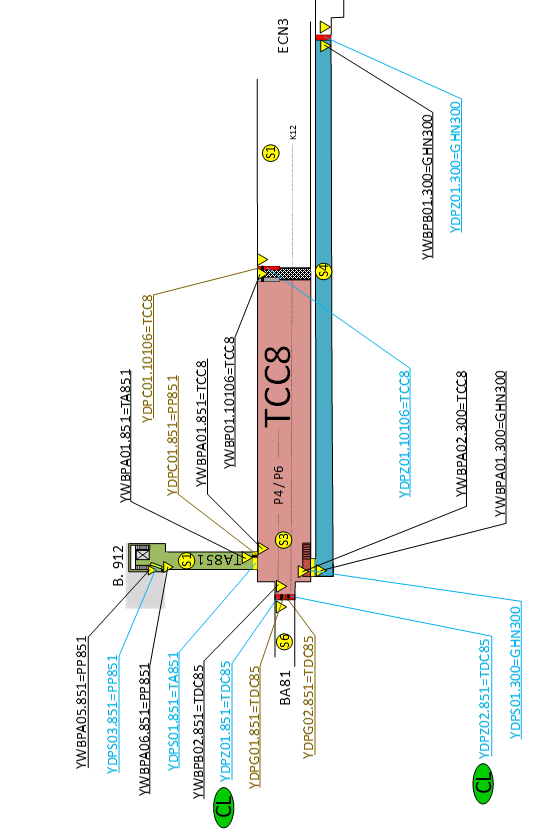 ECN3
K12
S1
YWBPB01.300=GHN300
YDPZ01.300=GHN300
S4
YDPC01.10106=TCC8
YWBPA01.851=TA851
YDPC01.851=PP851
YWBPA01.851=TCC8
YWBP01.10106=TCC8
TCC8
P4/P6
YDPZ01.10106=TCC8
YWBPA02.300=TCC8
YWBPA01.300=GHN300
B. 912
S1
TA851
S3
S6
BA81
YWBPA05.851=PP851
YDPS03.851=PP851
YWBPA06.851=PP851
YDPS01.851=TA851
YWBPB02.851=TDC85
YDPZ01.851=TDC85
YDPG01.851=TDC85
YDPG02.851=TDC85
YDPZ02.851=TDC85
YDPS01.300=GHN300
CL
CL